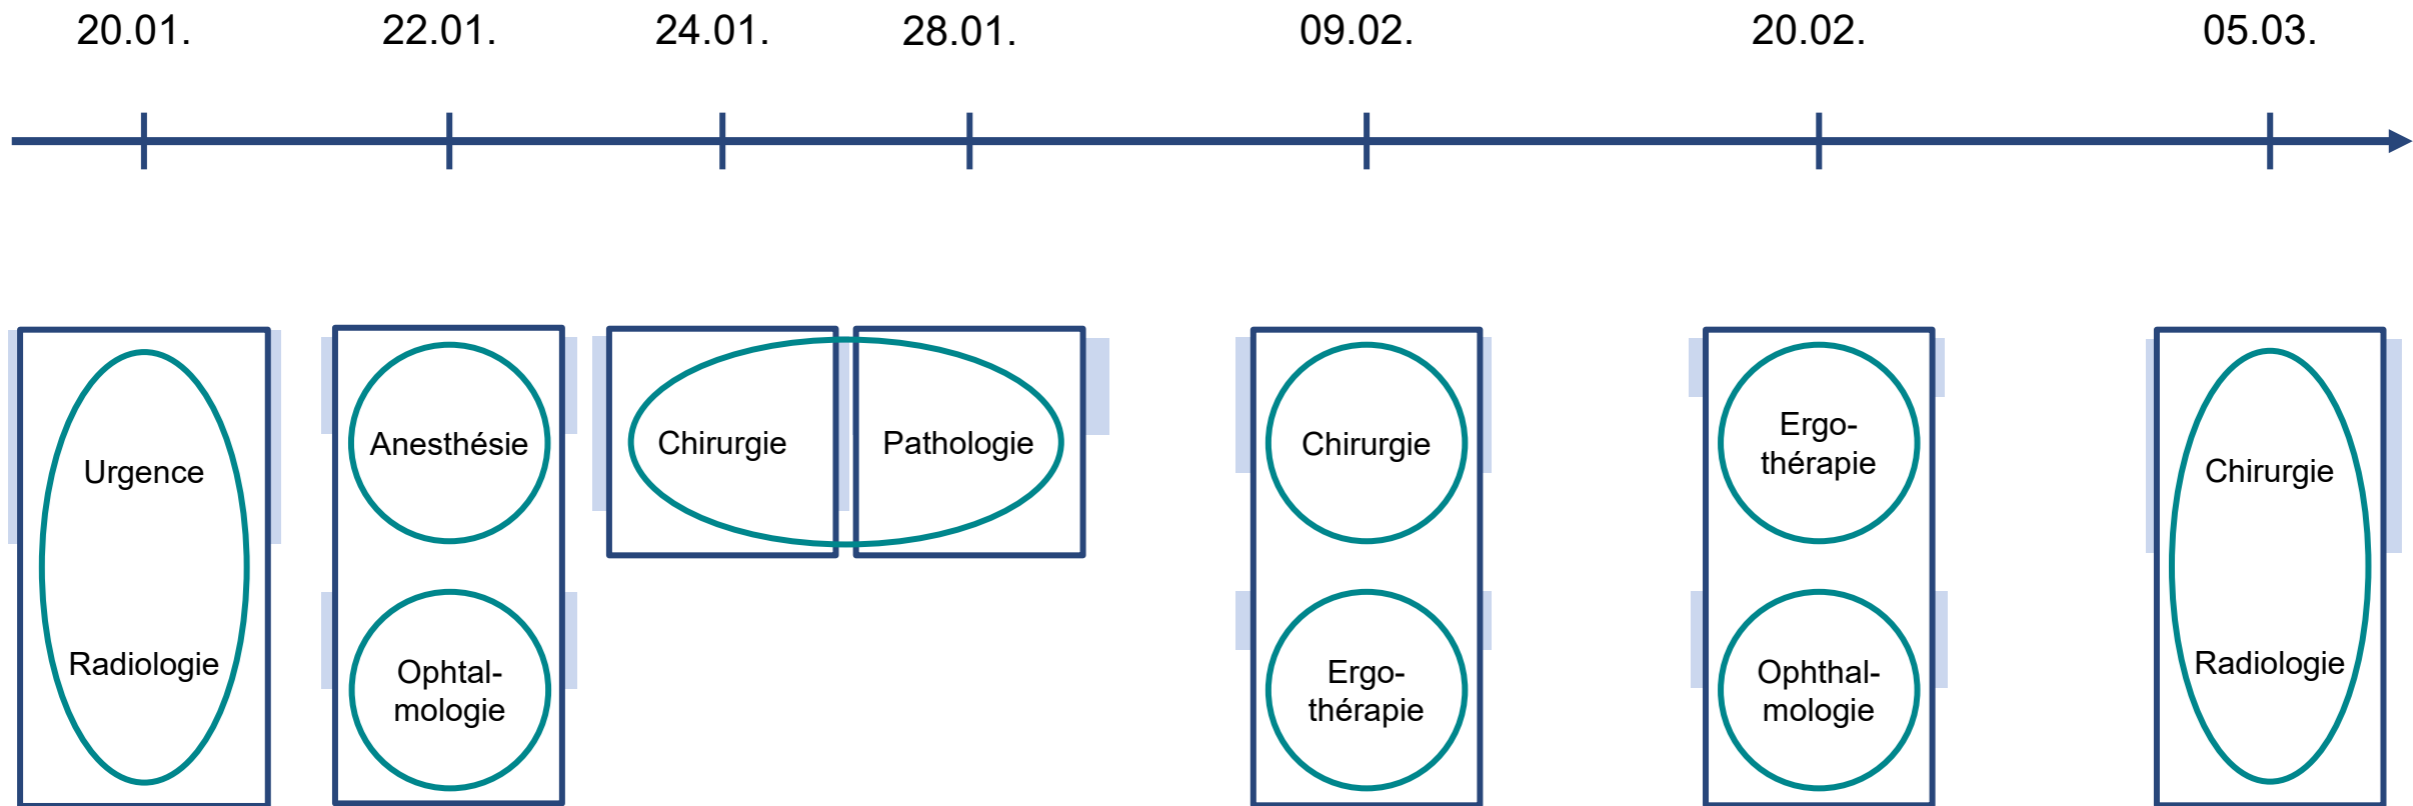 20.01.
22.01.
24.01.
28.01.
09.02.
20.02.
05.03.
Urgence
Radiologie
Anesthésie
Ophtal-
mologie
Chirurgie
Pathologie
Chirurgie
Ergo-
thérapie
Ergo-
thérapie
Ophthal-
mologie
Chirurgie
Radiologie